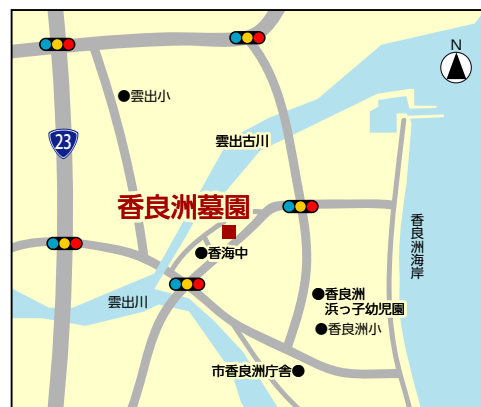 N
雲出小
23
雲出古川
香良洲墓園
香良洲海岸
香海中
雲出川
香良洲
浜っ子幼児園
香良洲小
市香良洲庁舎